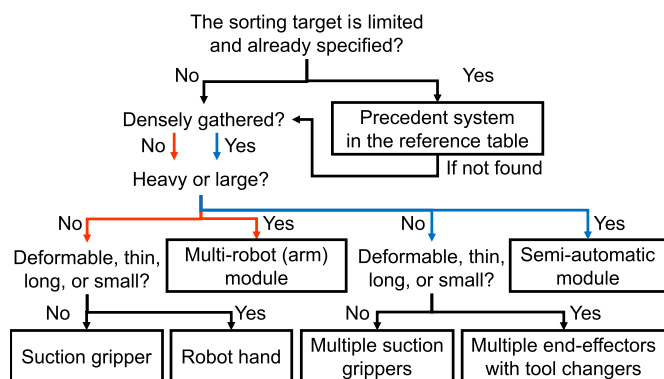 The sorting target is limited
and already specified?
No
Yes
Densely gathered?
Precedent system
in the reference table
No
Yes
If not found
Heavy or large?
No
Yes
No
Yes
Deformable, thin,
long, or small?
Multi-robot (arm)
module
Deformable, thin,
long, or small?
Semi-automatic
module
No
Yes
No
Yes
Suction gripper
Robot hand
Multiple suction
grippers
Multiple end-effectors
with tool changers